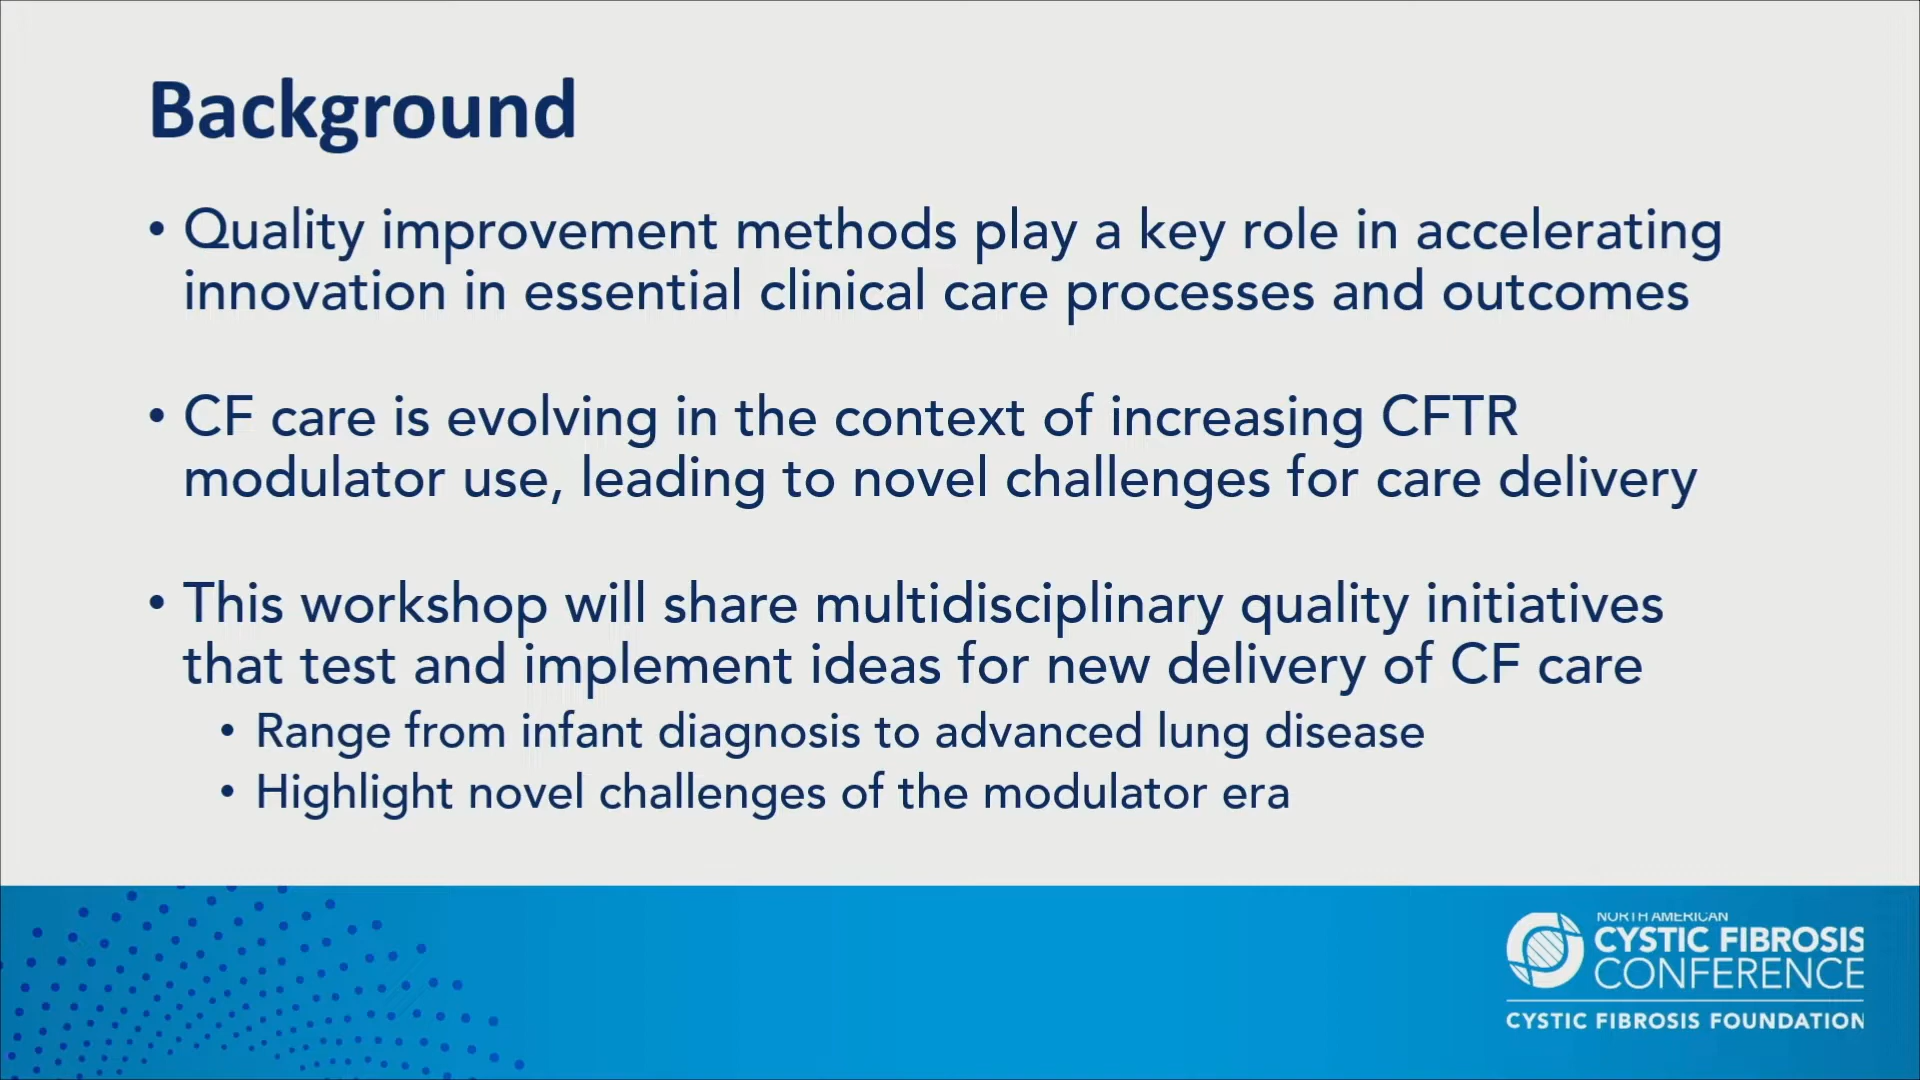 Background
• Quality improvement methods play a key role in accelerating
innovation in essential clinical care processes and outcomes
• CF care is evolving in the context of increasing CFTR
modulator use, leading to novel challenges for care delivery
• This workshop will share multidisciplinary quality initiatives
that test and implement ideas for new delivery of CF care
• Range from infant diagnosis to advanced lung disease
• Highlight novel challenges of the modulator era
NORTH AMERICAN
CYSTIC FIBROSIS
CONFERENCE
CYSTIC FIBROSIS FOUNDATION